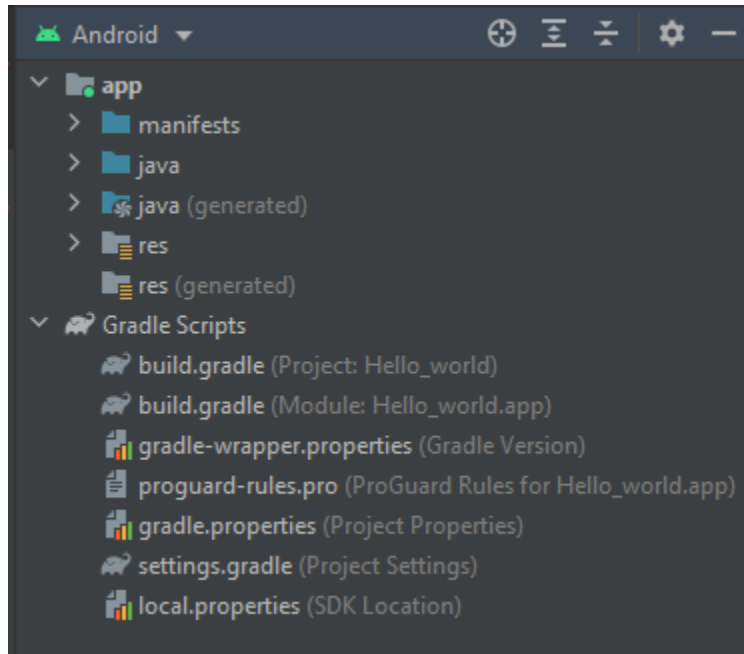 Android
app
manifests
java
java (generated)
res
res (generated)
Gradle Scripts
build.gradle (Project: Hello_world)
build.gradle (Module: Hello_world.app)
gradle-wrapper.properties (Gradle Version)
proguard-rules.pro (ProGuard Rules for Hello_world.app)
gradle.properties (Project Properties)
settings.gradle (Project Settings)
local.properties (SDK Location)